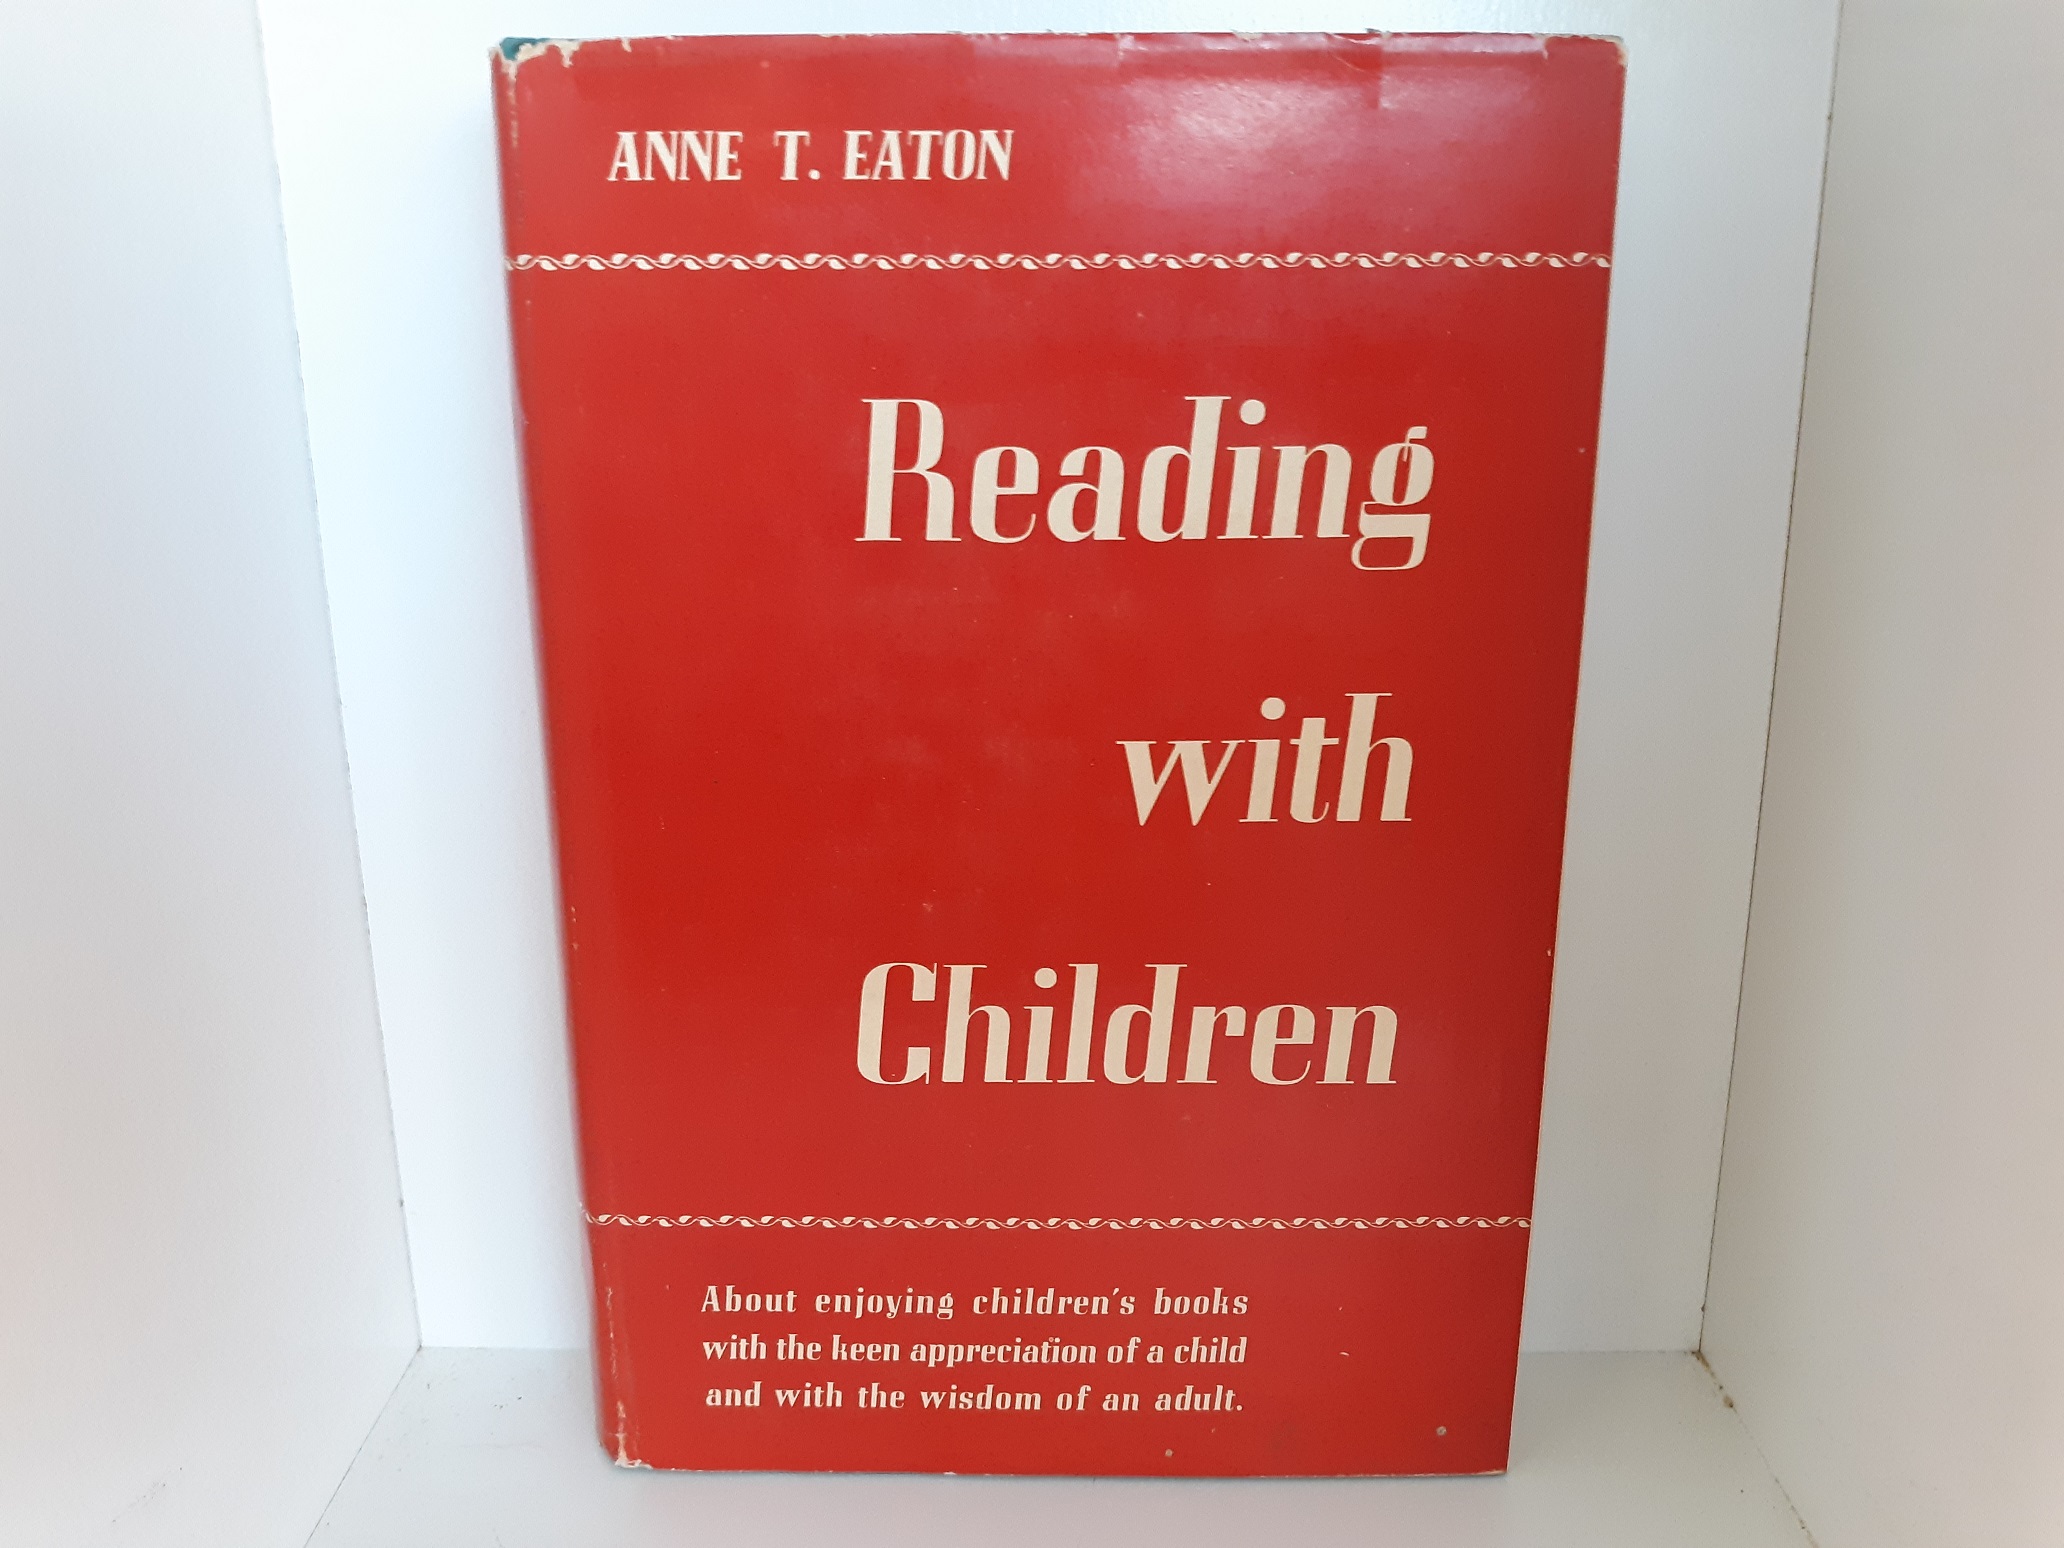 ANNE T. EATON
Reading
with
Children
About enjoying children's books
with the keen appreciation of a child
and with the wisdom of an adult.